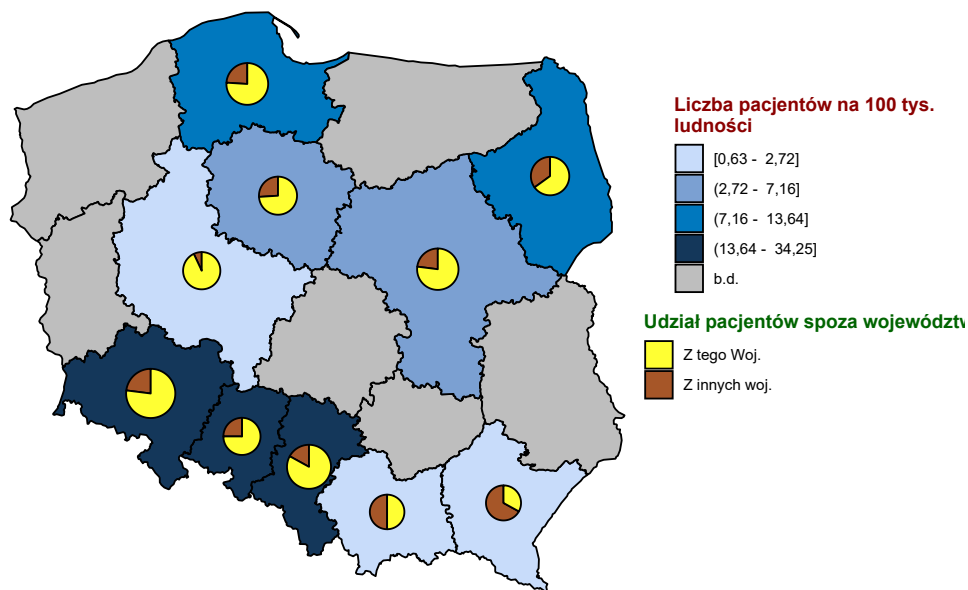 Liczba pacjentów na 100 tys.
ludności
[0,63 - 2,72]
(2,72 - 7,16]
(7,16 - 13,64]
(13,64 - 34,25]
b.d.
Udział pacjentów spoza województw
Z tego Woj.
Z innych woj.